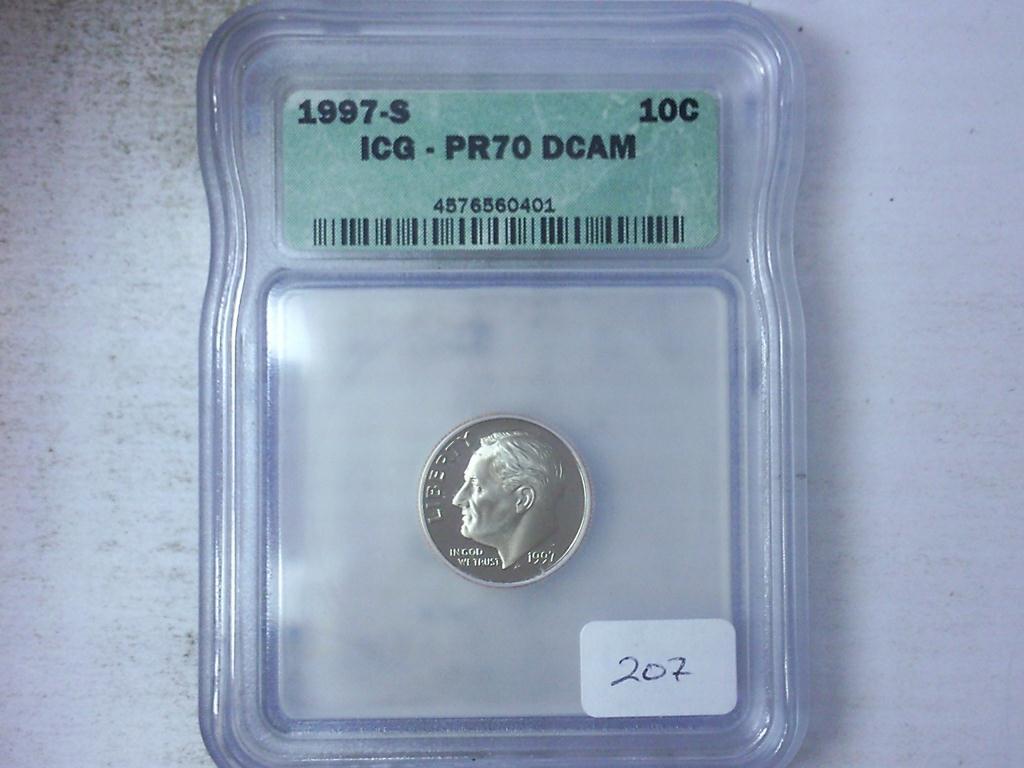 1997-S 10C
ICG - PR70 DCAM
4576560401
LIBERTY
IN GOD
WE TRUST 1997
207